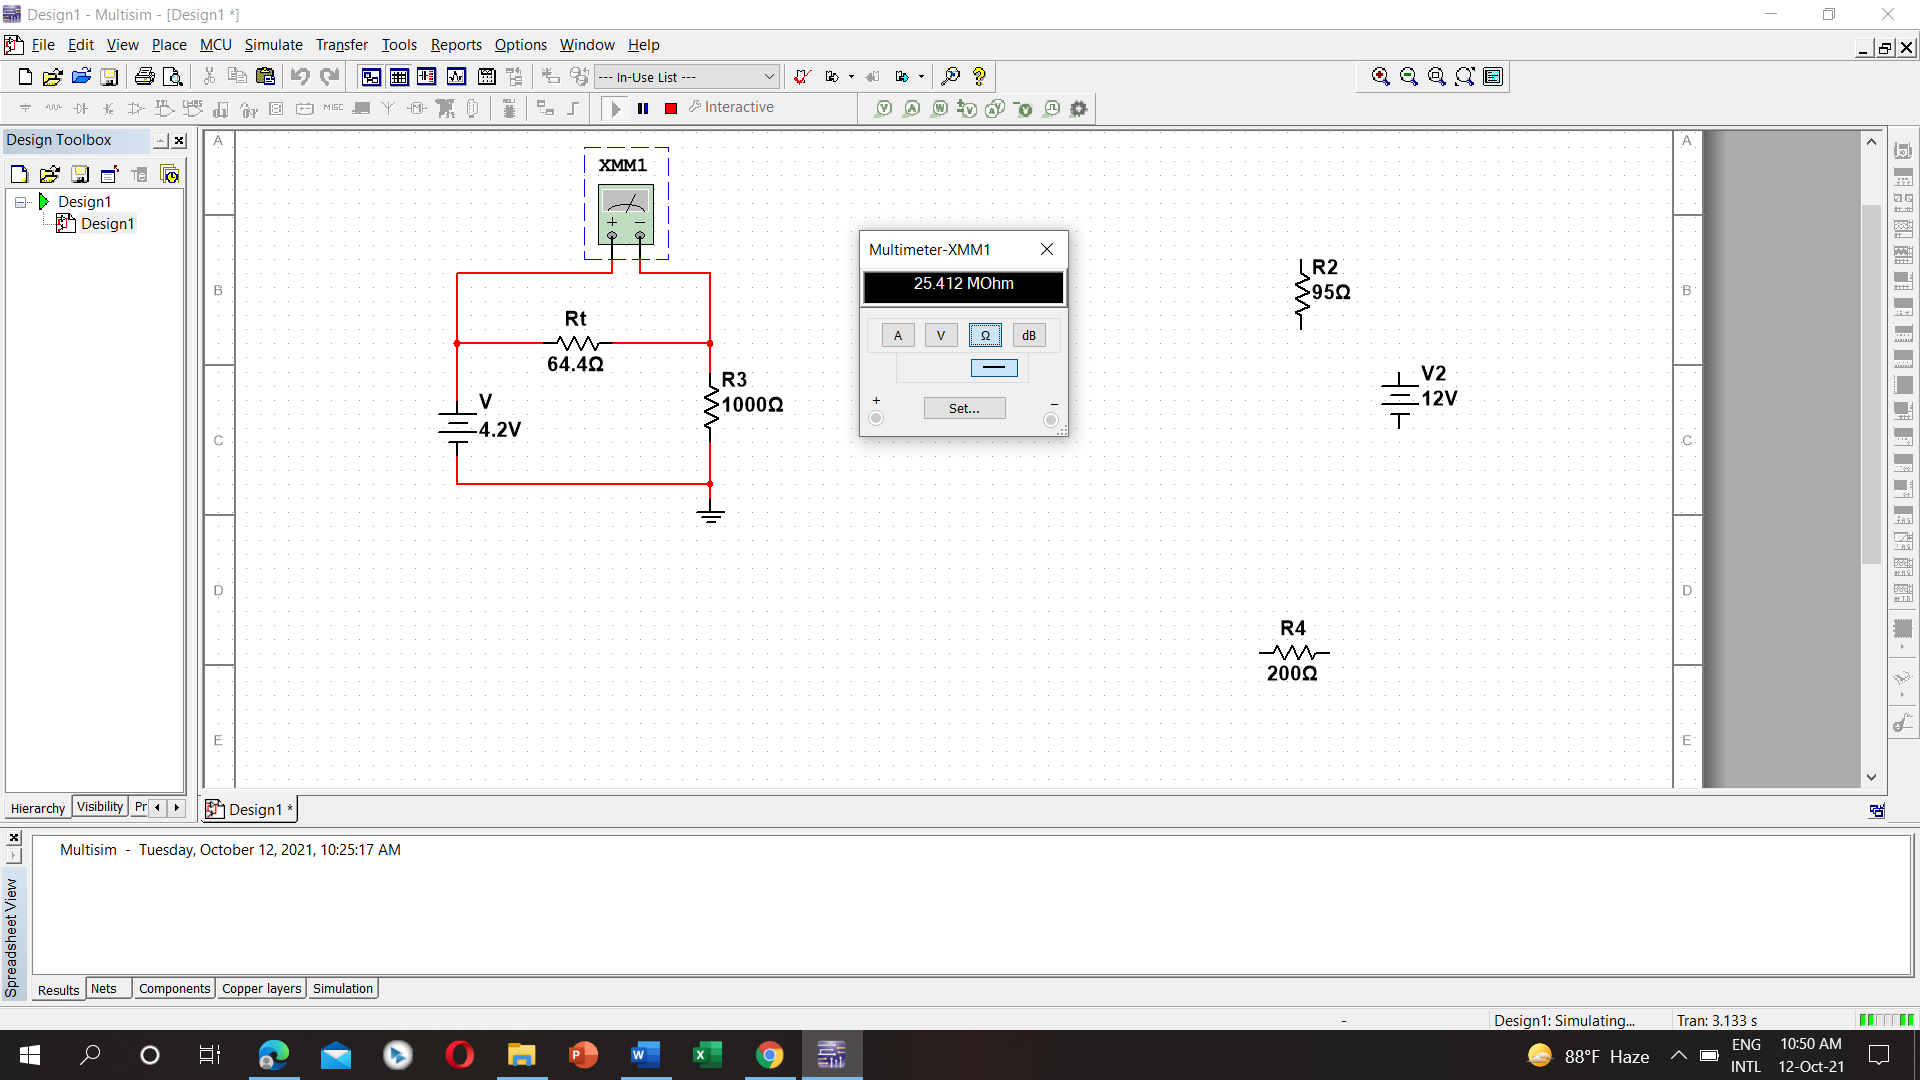 Design1 - Multisim - [Design1 *]
File Edit View Place MCU Simulate Transfer Tools Reports Options Window Help
--- In-Use List ---
MISC Interactive
Design Toolbox
Design1
Design1
Hierarchy Visibility Pr
A A
B B
C C
D D
E E
XMM1
Rt
64.4Ω
V
4.2V
R3
1000Ω
Multimeter-XMM1
25.412 MOhm
A V Ω dB
+ Set... −
R2
95Ω
V2
12V
R4
200Ω
Design1 *
Multisim - Tuesday, October 12, 2021, 10:25:17 AM
Spreadsheet View
Results Nets Components Copper layers Simulation
- Design1: Simulating... Tran: 3.133 s
88°F Haze
ENG
INTL
10:50 AM
12-Oct-21